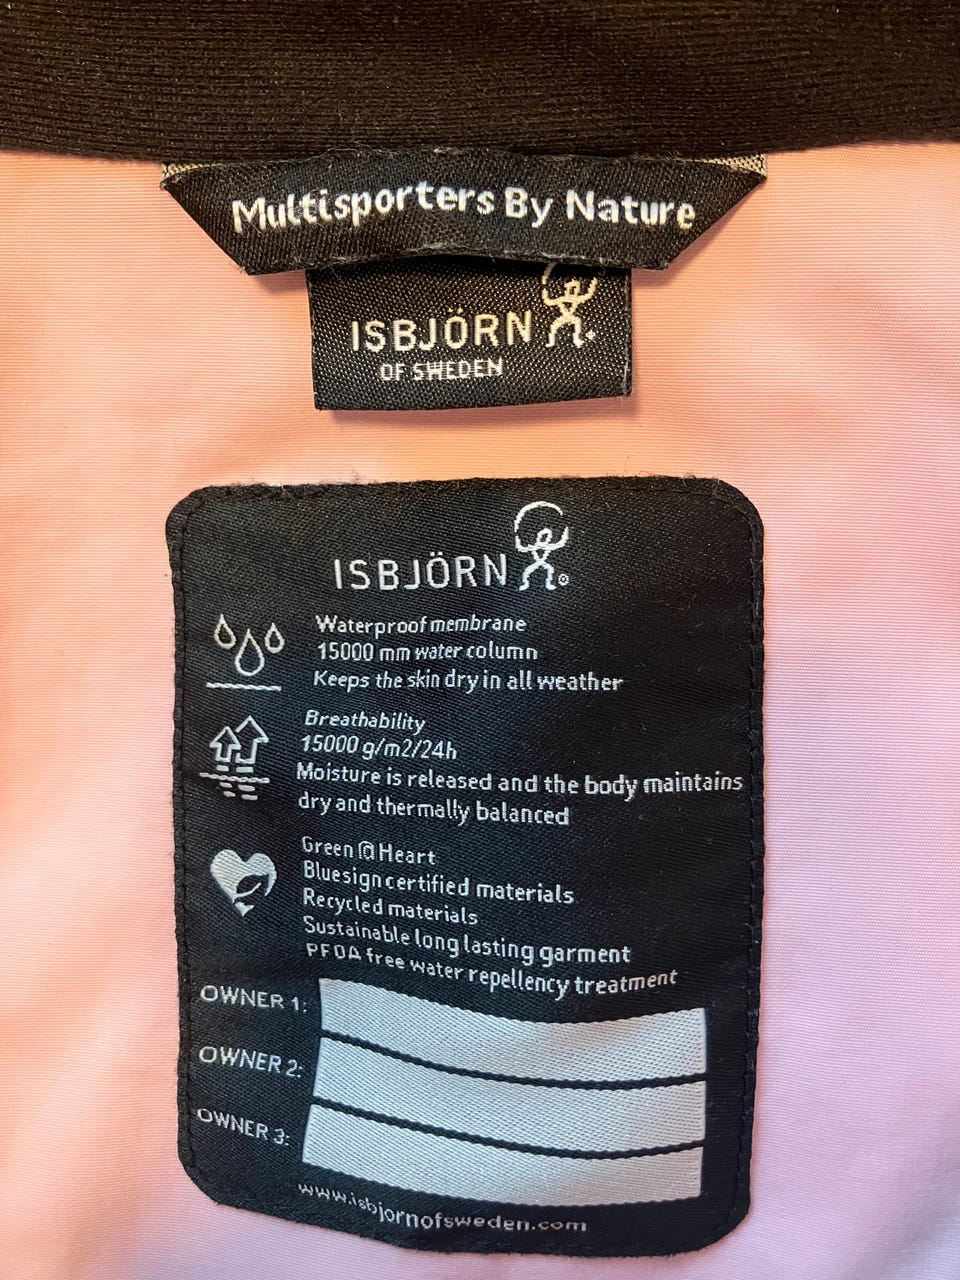 Multisporters By Nature
ISBJÖRN
OF SWEDEN
ISBJÖRN®
Waterproof membrane
15000 mm water column
Keeps the skin dry in all weather
Breathability
15000 g/m2/24h
Moisture is released and the body maintains
dry and thermally balanced
Green @ Heart
Bluesign certified materials
Recycled materials
Sustainable long lasting garment
PFOA free water repellency treatment
OWNER 1:
OWNER 2:
OWNER 3:
www.isbjornofsweden.com